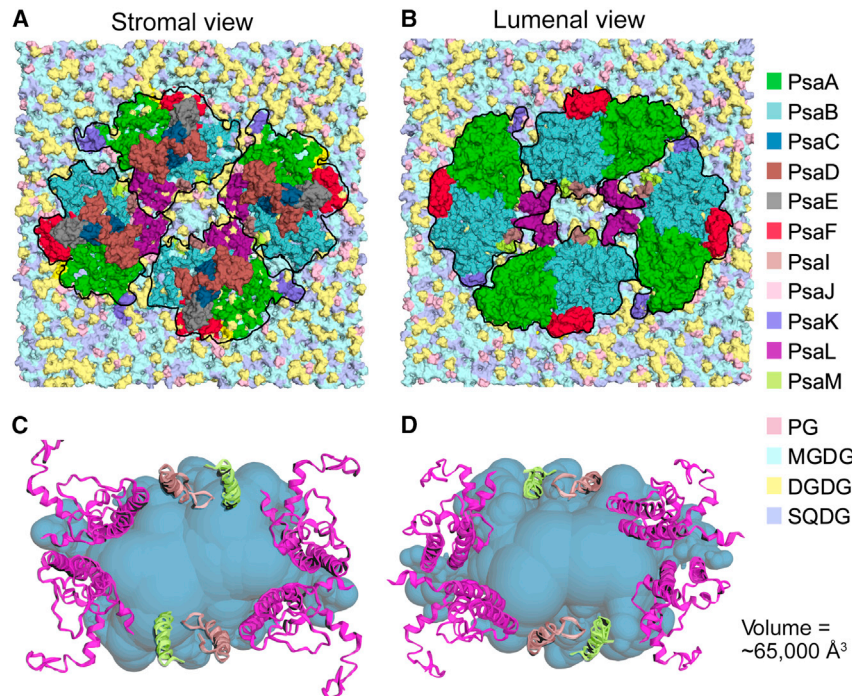 A
Stromal view
B
Lumenal view
PsaA
PsaB
PsaC
PsaD
PsaE
PsaF
PsaI
PsaJ
PsaK
PsaL
PsaM
PG
MGDG
DGDG
SQDG
C
D
Volume =
~65,000 Å³